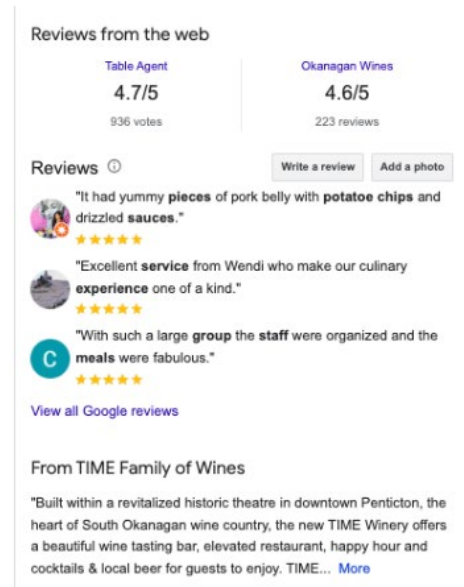 Reviews from the web
Table Agent
4.7/5
936 votes
Okanagan Wines
4.6/5
223 reviews
Reviews
Write a review
Add a photo
"It had yummy pieces of pork belly with potatoe chips and
drizzled sauces."
"Excellent service from Wendi who make our culinary
experience one of a kind."
C
"With such a large group the staff were organized and the
meals were fabulous."
View all Google reviews
From TIME Family of Wines
"Built within a revitalized historic theatre in downtown Penticton, the
heart of South Okanagan wine country, the new TIME Winery offers
a beautiful wine tasting bar, elevated restaurant, happy hour and
cocktails & local beer for guests to enjoy. TIME... More